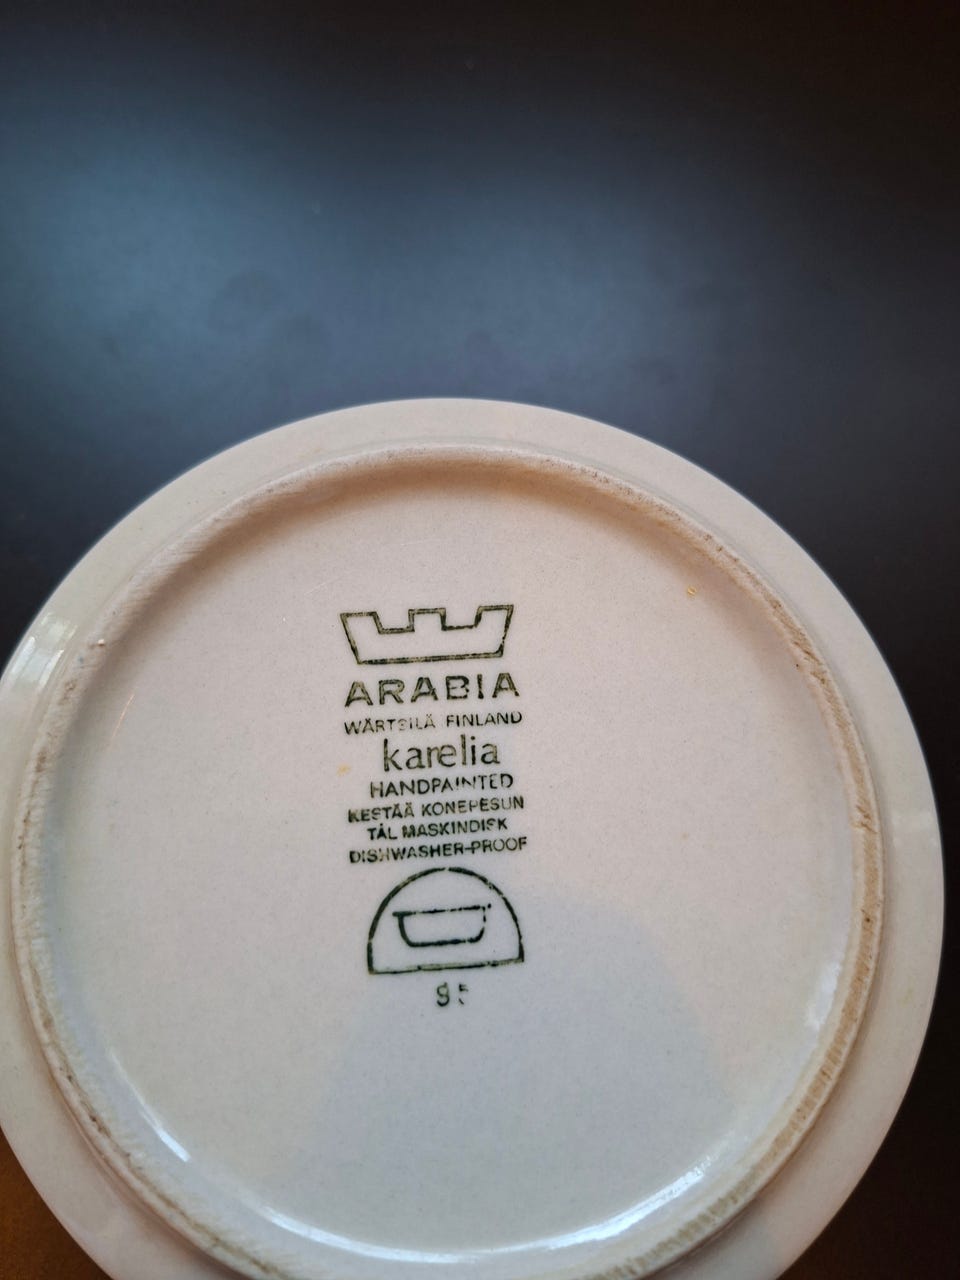 ARABIA
WÄRTSILÄ FINLAND
karelia
HANDPAINTED
KESTÄÄ KONEPESUN
TÅL MASKINDISK
DISHWASHER-PROOF